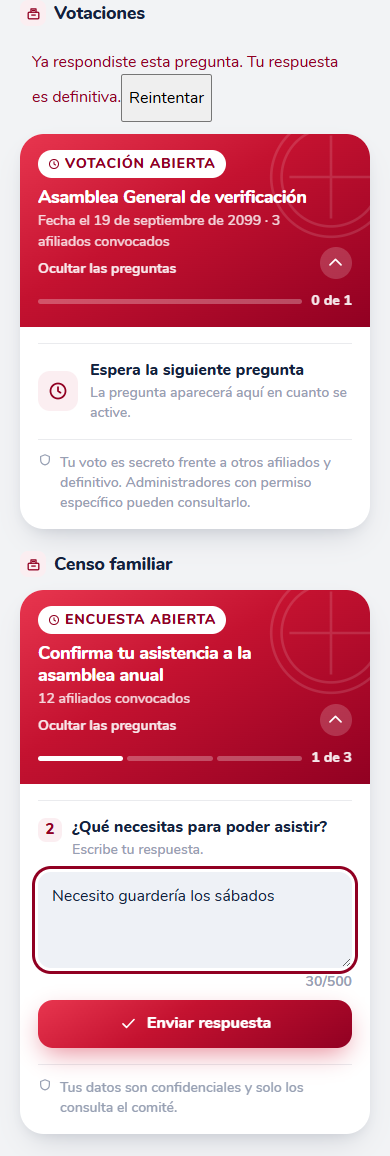 Votaciones
Ya respondiste esta pregunta. Tu respuesta
es definitiva. Reintentar
VOTACIÓN ABIERTA
Asamblea General de verificación
Fecha el 19 de septiembre de 2099 · 3
afiliados convocados
Ocultar las preguntas
0 de 1
Espera la siguiente pregunta
La pregunta aparecerá aquí en cuanto se
active.
Tu voto es secreto frente a otros afiliados y
definitivo. Administradores con permiso
específico pueden consultarlo.
Censo familiar
ENCUESTA ABIERTA
Confirma tu asistencia a la
asamblea anual
12 afiliados convocados
Ocultar las preguntas
1 de 3
2 ¿Qué necesitas para poder asistir?
Escribe tu respuesta.
Necesito guardería los sábados
30/500
Enviar respuesta
Tus datos son confidenciales y solo los
consulta el comité.